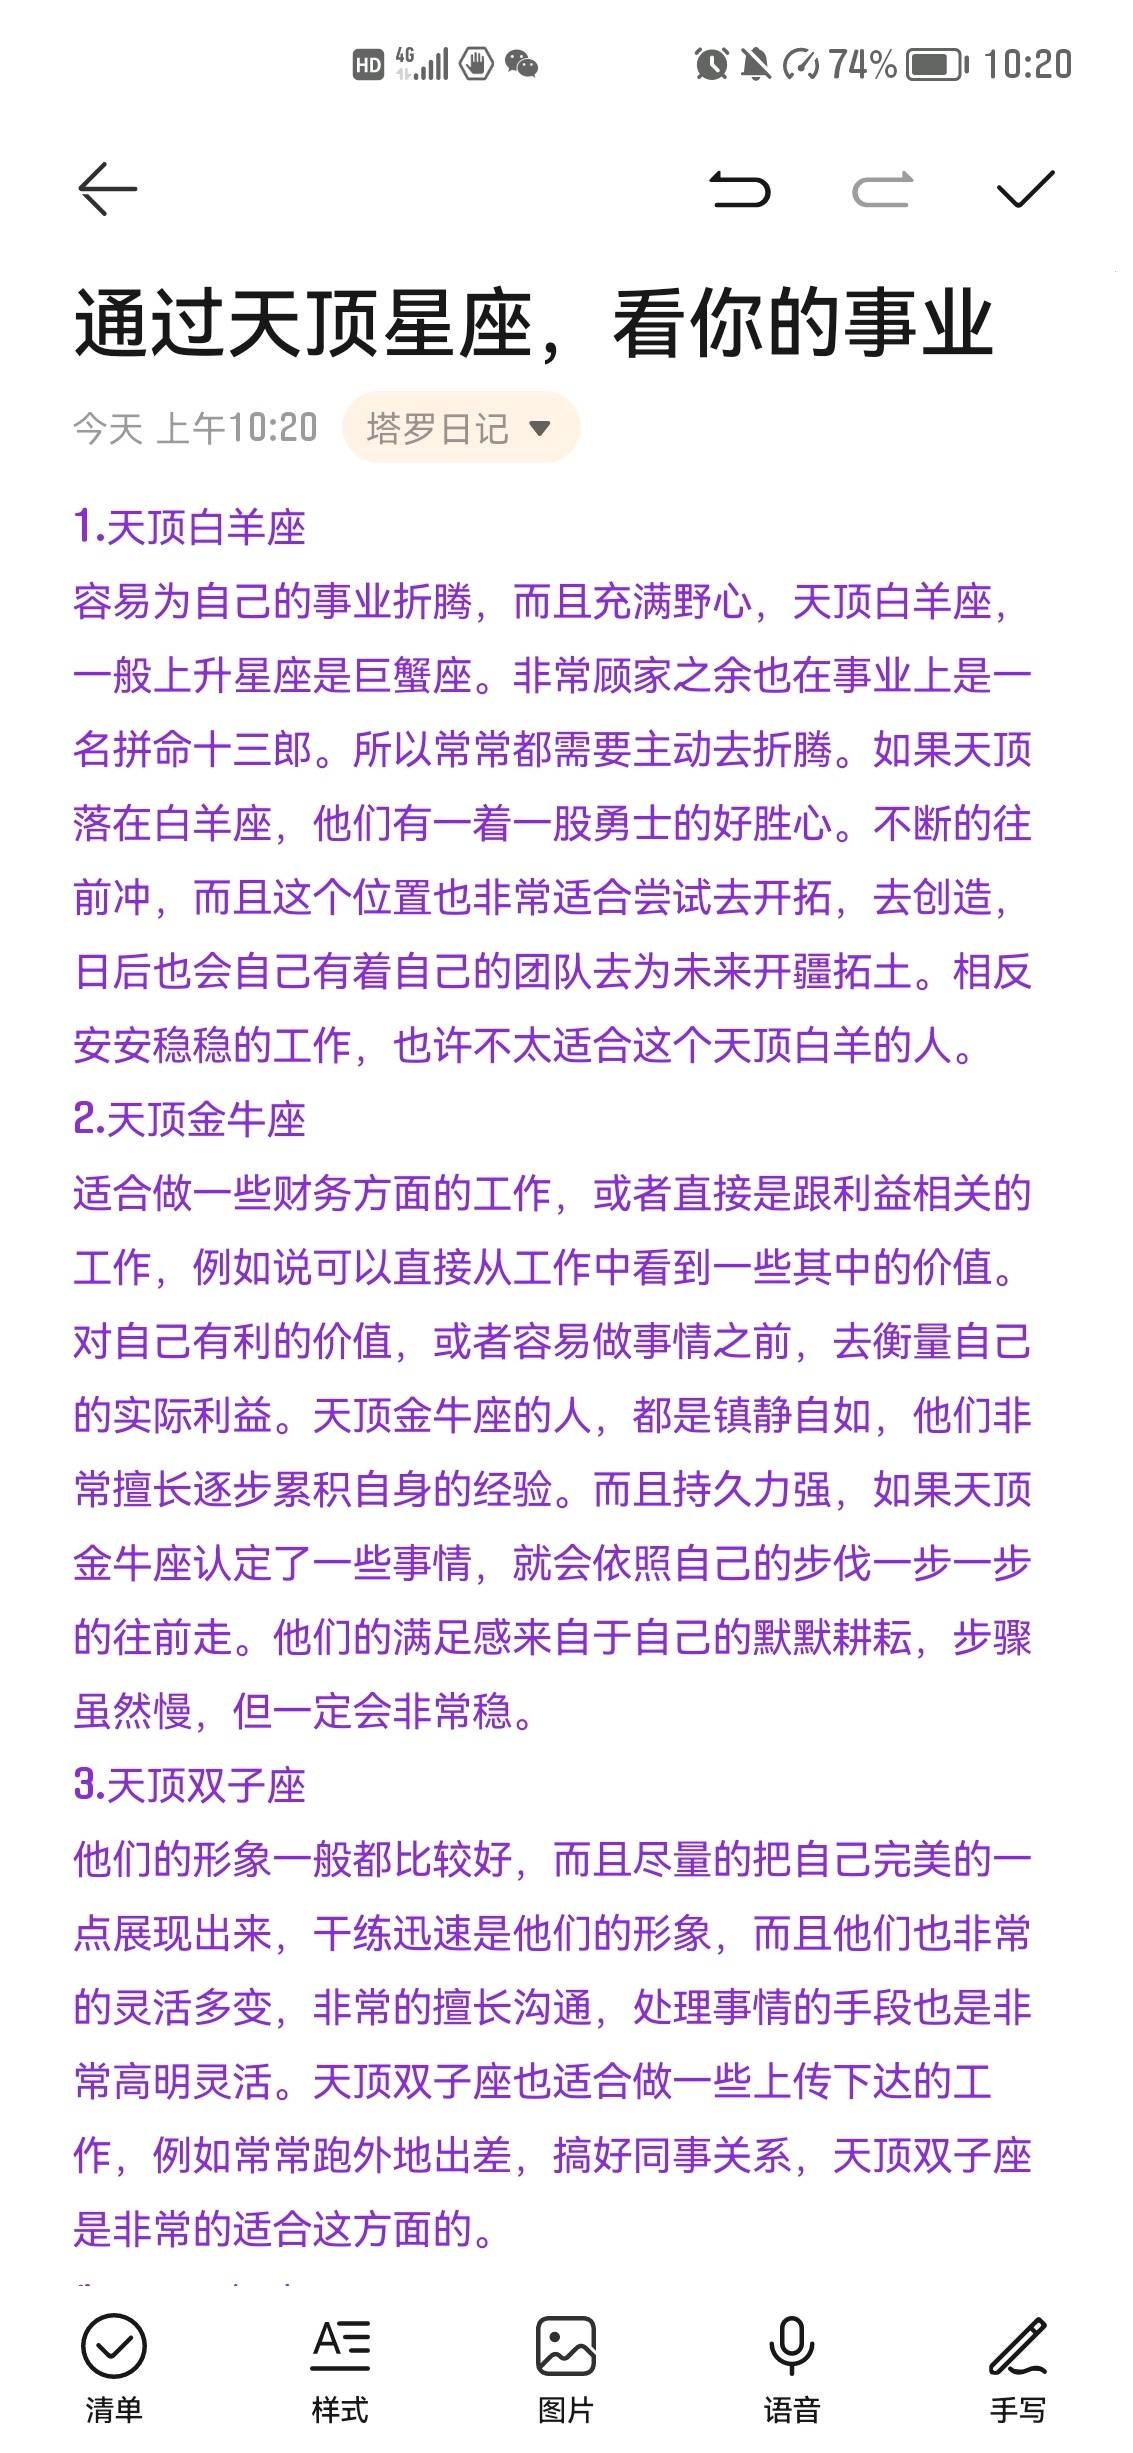 HD 4G 74% 10:20
通过天顶星座，看你的事业
今天 上午10:20 塔罗日记
1.天顶白羊座
容易为自己的事业折腾，而且充满野心，天顶白羊座，
一般上升星座是巨蟹座。非常顾家之余也在事业上是一
名拼命十三郎。所以常常都需要主动去折腾。如果天顶
落在白羊座，他们有一着一股勇士的好胜心。不断的往
前冲，而且这个位置也非常适合尝试去开拓，去创造，
日后也会自己有着自己的团队去为未来开疆拓土。相反
安安稳稳的工作，也许不太适合这个天顶白羊的人。
2.天顶金牛座
适合做一些财务方面的工作，或者直接是跟利益相关的
工作，例如说可以直接从工作中看到一些其中的价值。
对自己有利的价值，或者容易做事情之前，去衡量自己
的实际利益。天顶金牛座的人，都是镇静自如，他们非
常擅长逐步累积自身的经验。而且持久力强，如果天顶
金牛座认定了一些事情，就会依照自己的步伐一步一步
的往前走。他们的满足感来自于自己的默默耕耘，步骤
虽然慢，但一定会非常稳。
3.天顶双子座
他们的形象一般都比较好，而且尽量的把自己完美的一
点展现出来，干练迅速是他们的形象，而且他们也非常
的灵活多变，非常的擅长沟通，处理事情的手段也是非
常高明灵活。天顶双子座也适合做一些上传下达的工
作，例如常常跑外地出差，搞好同事关系，天顶双子座
是非常的适合这方面的。
清单 样式 图片 语音 手写